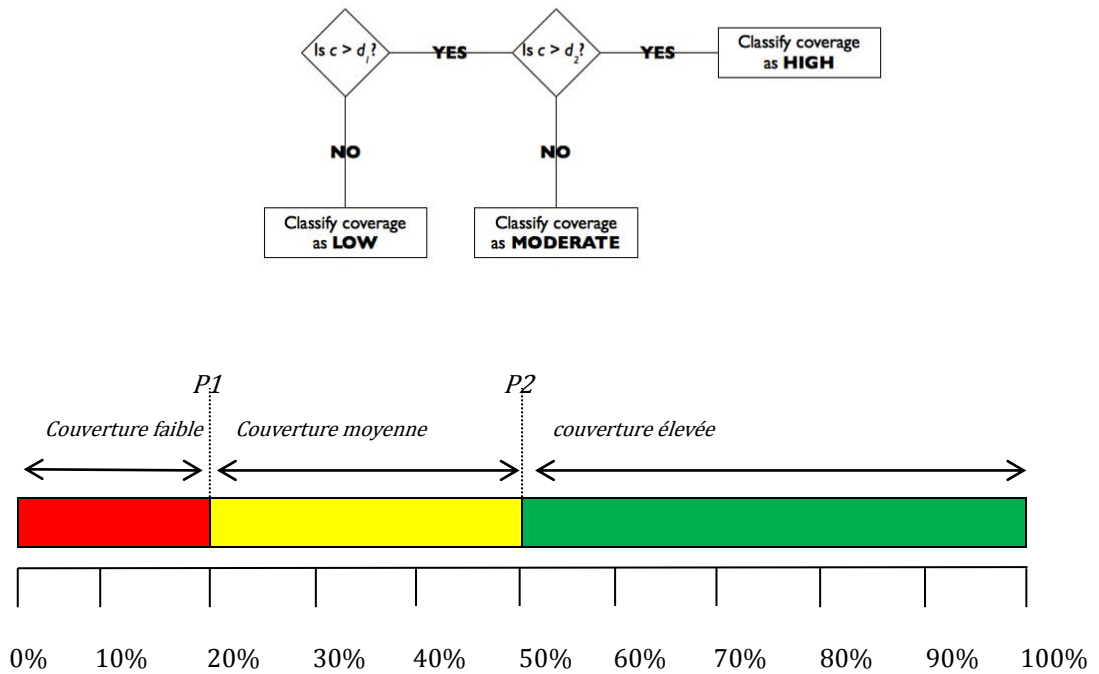 Is c > d₁?
YES
Is c > d₂?
YES
Classify coverage
as HIGH
NO
NO
Classify coverage
as LOW
Classify coverage
as MODERATE
P1
P2
Couverture faible
Couverture moyenne
couverture élevée
0% 10% 20% 30% 40% 50% 60% 70% 80% 90% 100%